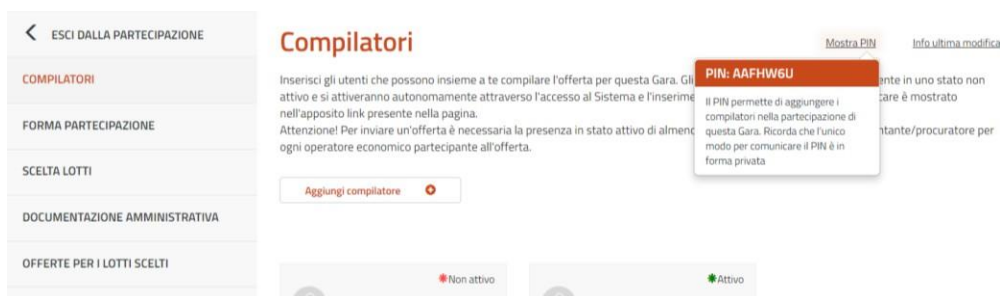 ESCI DALLA PARTECIPAZIONE
COMPILATORI
FORMA PARTECIPAZIONE
SCELTA LOTTI
DOCUMENTAZIONE AMMINISTRATIVA
OFFERTE PER I LOTTI SCELTI
Compilatori
Mostra PIN
Info ultima modifica
Inserisci gli utenti che possono insieme a te compilare l'offerta per questa Gara. Gli
ente in uno stato non
attivo e si attiveranno autonomamente attraverso l'accesso al Sistema e l'inserime
care è mostrato
nell'apposito link presente nella pagina.
Attenzione! Per inviare un'offerta è necessaria la presenza in stato attivo di almeno
ntante/procuratore per
ogni operatore economico partecipante all'offerta.
PIN: AAFHW6U
Il PIN permette di aggiungere i
compilatori nella partecipazione di
questa Gara. Ricorda che l'unico
modo per comunicare il PIN è in
forma privata
Aggiungi compilatore
Non attivo
Attivo